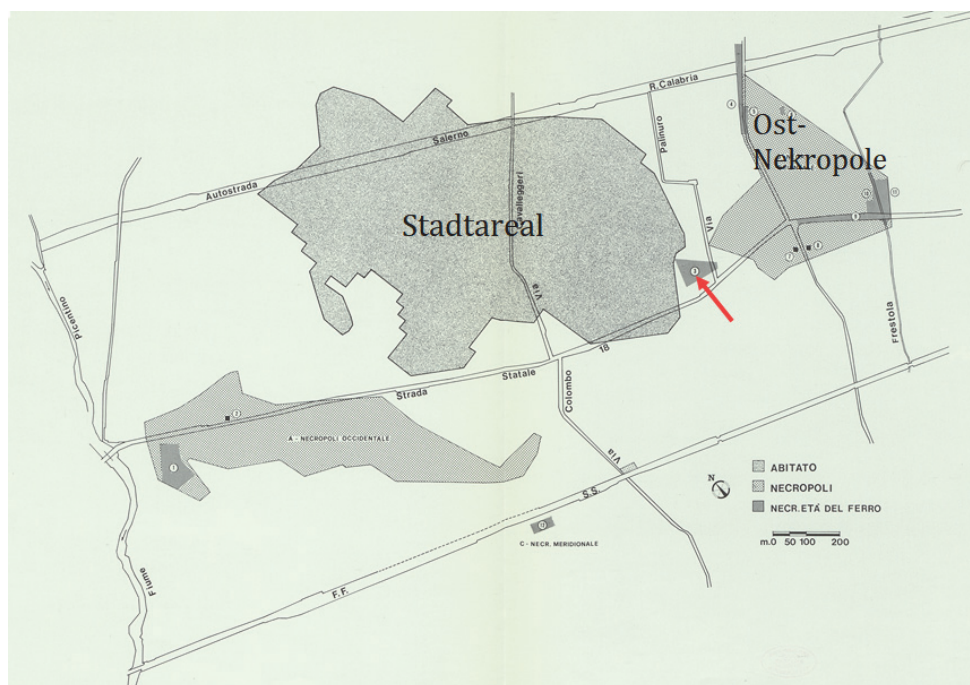 R. Calabria
Salerno
Autostrada
Palinuro
Ost-
Nekropole
Stadtareal
Via
Via
Picentino
Frestola
18
Statale
Strada
Colombo
Via
A - NECROPOLI OCCIDENTALE
N
ABITATO
NECROPOLI
NECR. ETÀ DEL FERRO
m.0 50 100 200
S.S.
12
C - NECR. MERIDIONALE
Fiume
F.F.